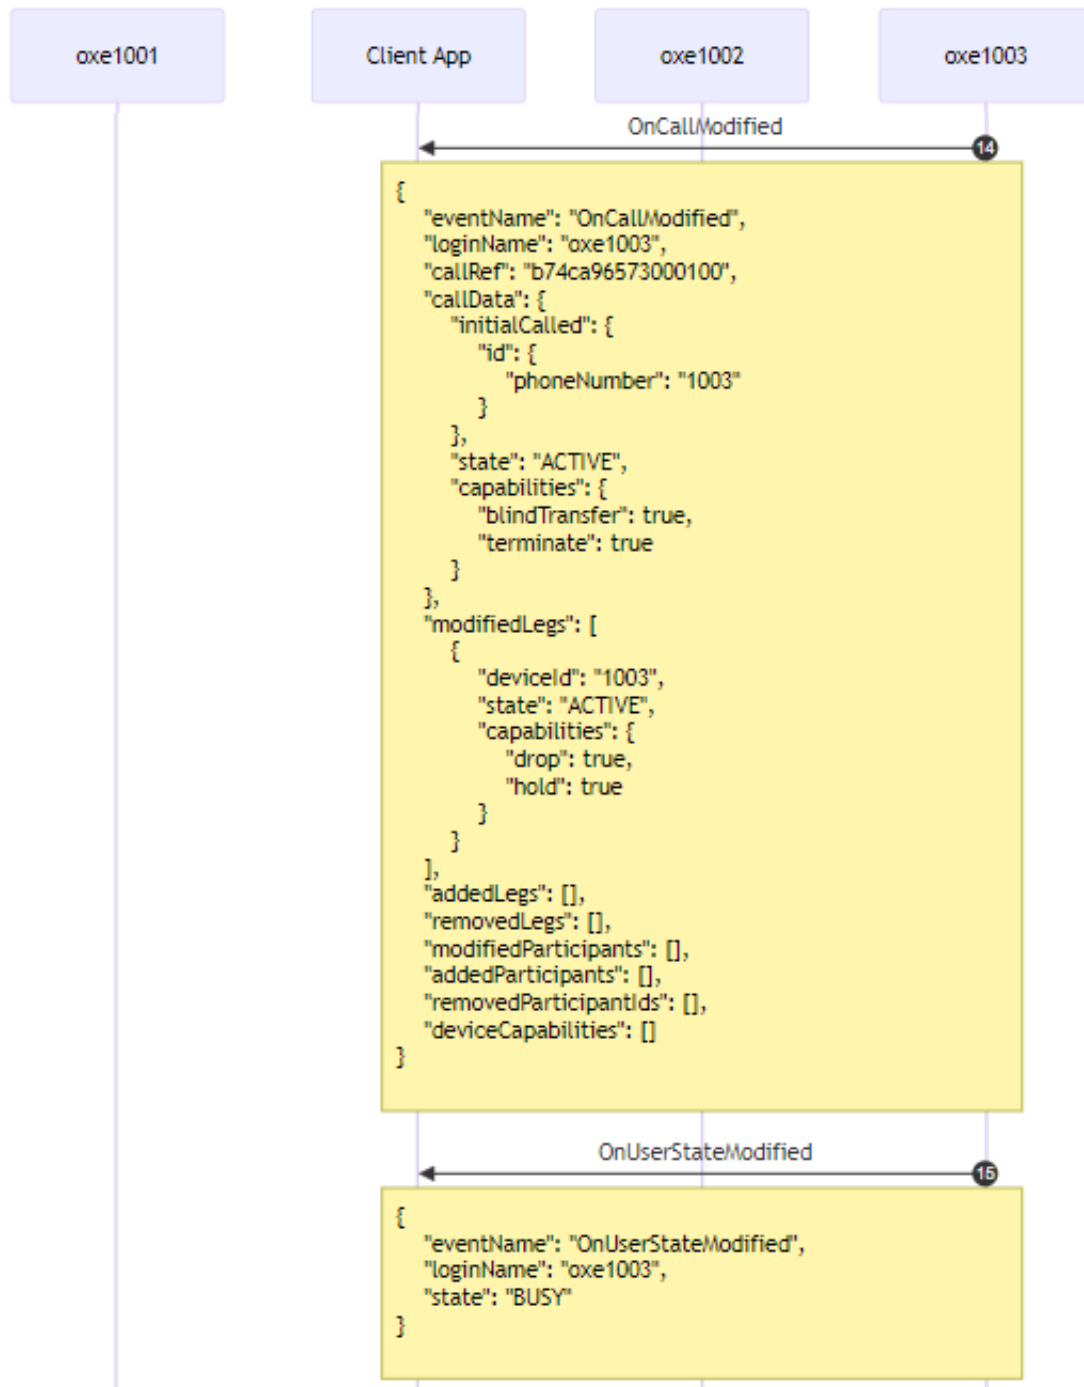 oxe1001
Client App
oxe1002
oxe1003
OnCallModified
14
{
"eventName": "OnCallModified",
"loginName": "oxe1003",
"callRef": "b74ca96573000100",
"callData": {
"initialCalled": {
"id": {
"phoneNumber": "1003"
}
},
"state": "ACTIVE",
"capabilities": {
"blindTransfer": true,
"terminate": true
}
},
"modifiedLegs": [
{
"deviceId": "1003",
"state": "ACTIVE",
"capabilities": {
"drop": true,
"hold": true
}
}
],
"addedLegs": [],
"removedLegs": [],
"modifiedParticipants": [],
"addedParticipants": [],
"removedParticipantIds": [],
"deviceCapabilities": []
}
OnUserStateModified
15
{
"eventName": "OnUserStateModified",
"loginName": "oxe1003",
"state": "BUSY"
}